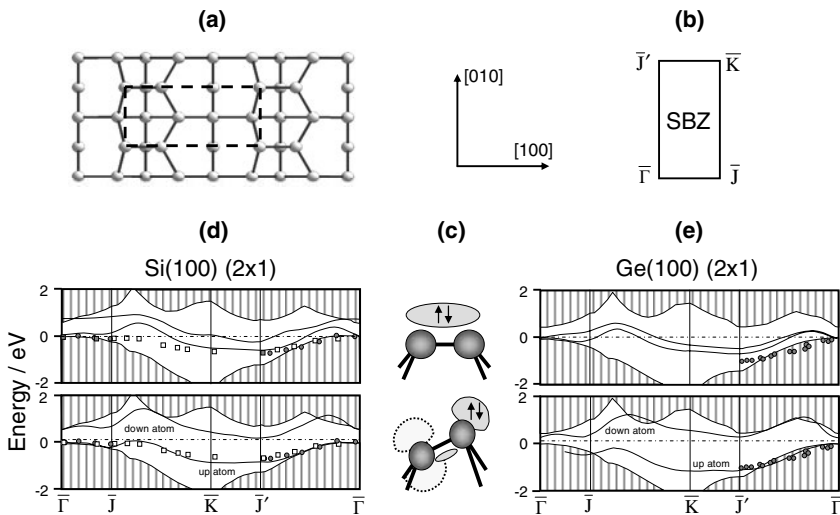 (a)
(b)
[010]
[100]
J̅′ K̅
SBZ
Γ̅ J̅
(d) (c) (e)
Si(100) (2x1)
Ge(100) (2x1)
Energy / eV
2
0
-2
2
0
-2
down atom
up atom
Γ̅ J̅ K̅ J̅′ Γ̅
2
0
-2
2
0
-2
down atom
up atom
Γ̅ J̅ K̅ J̅′ Γ̅